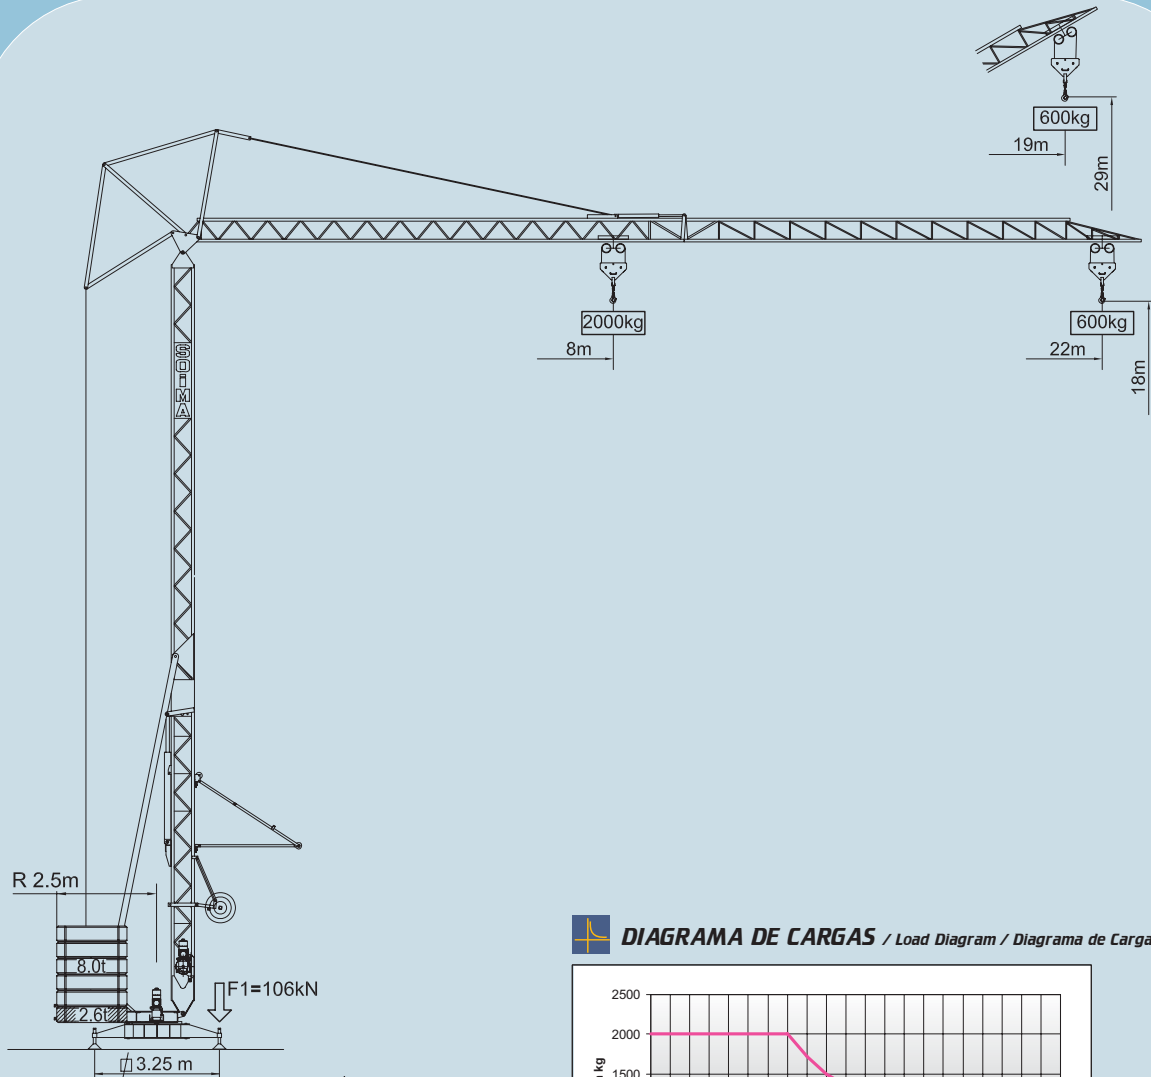 600kg
19m
29m
2000kg
8m
600kg
22m
18m
SOIMA
R 2.5m
8.0t
2.6t
F1=106kN
3.25 m
DIAGRAMA DE CARGAS / Load Diagram / Diagrama de Carga
2500
2000
1500
kg